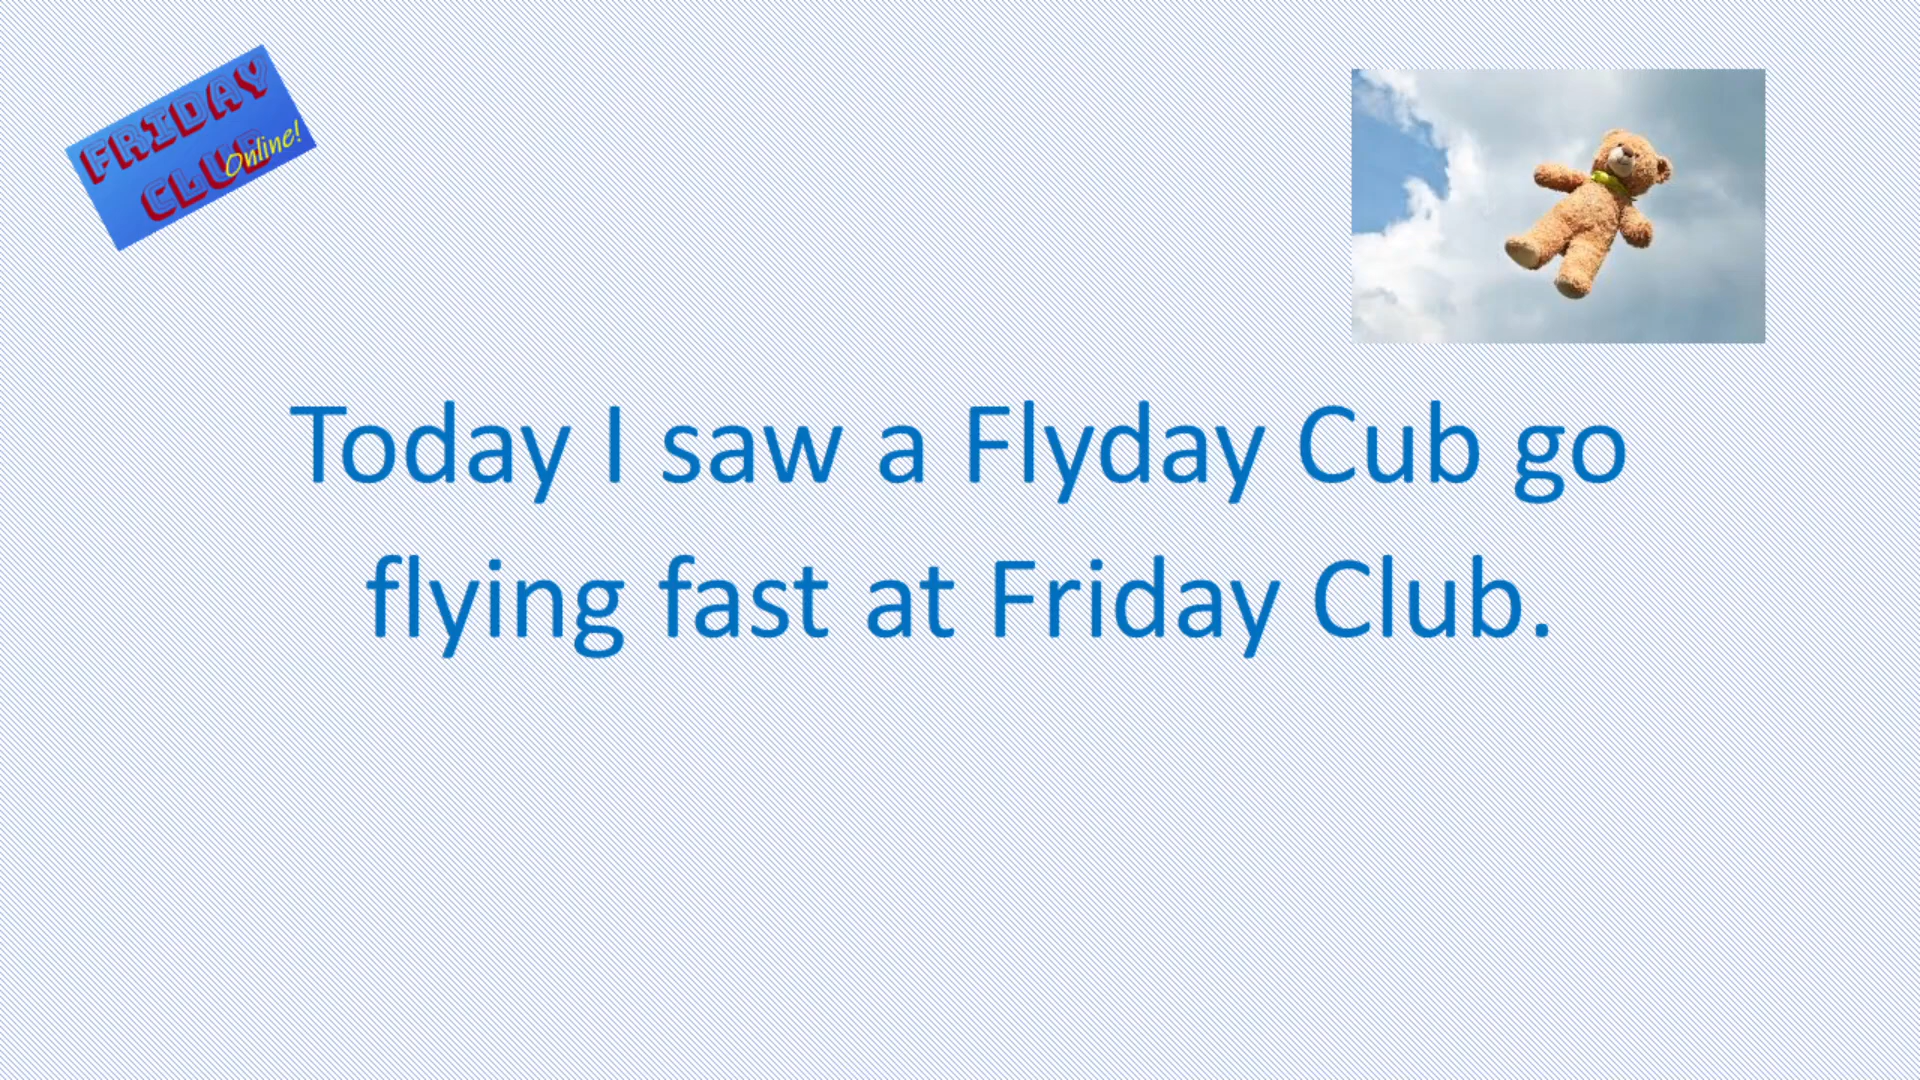 FRIDAY
CLUB
Online!
Today I saw a Flyday Cub go
flying fast at Friday Club.